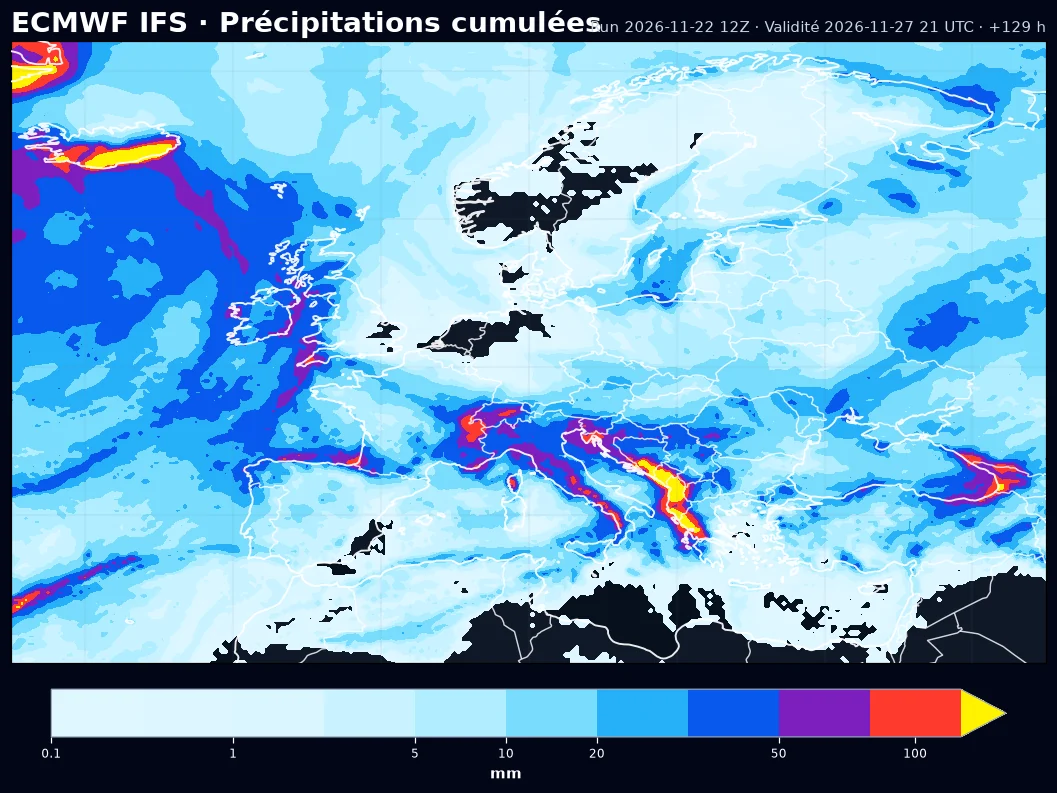 ECMWF IFS · Précipitations cumulées
Run 2026-11-22 12Z · Validité 2026-11-27 21 UTC · +129 h
0.1 1 5 10 20 50 100
mm